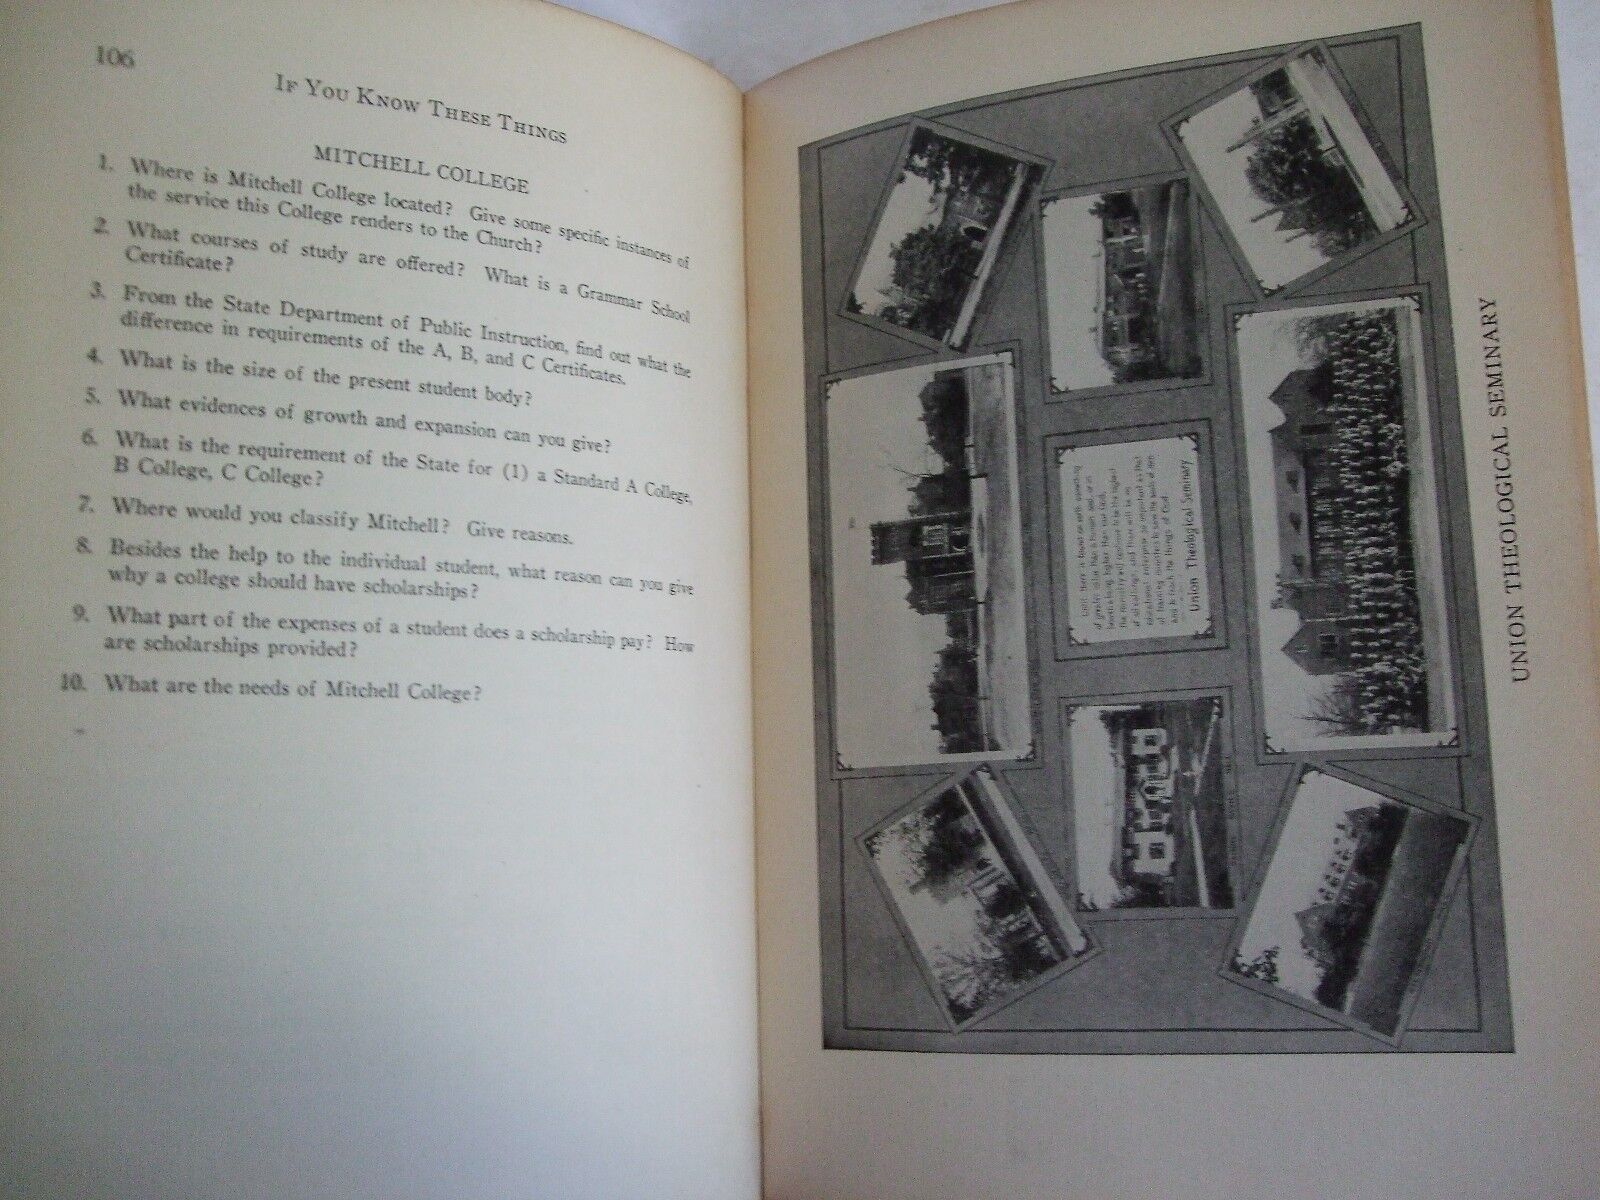 106
If You Know These Things
MITCHELL COLLEGE
1. Where is Mitchell College located? Give some specific instances of
the service this College renders to the Church?
2. What courses of study are offered? What is a Grammar School
Certificate?
3. From the State Department of Public Instruction, find out what the
difference in requirements of the A, B, and C Certificates.
4. What is the size of the present student body?
5. What evidences of growth and expansion can you give?
6. What is the requirement of the State for (1) a Standard A College,
B College, C College?
7. Where would you classify Mitchell? Give reasons.
8. Besides the help to the individual student, what reason can you give
why a college should have scholarships?
9. What part of the expenses of a student does a scholarship pay? How
are scholarships provided?
10. What are the needs of Mitchell College?
Union Theological Seminary
UNION THEOLOGICAL SEMINARY